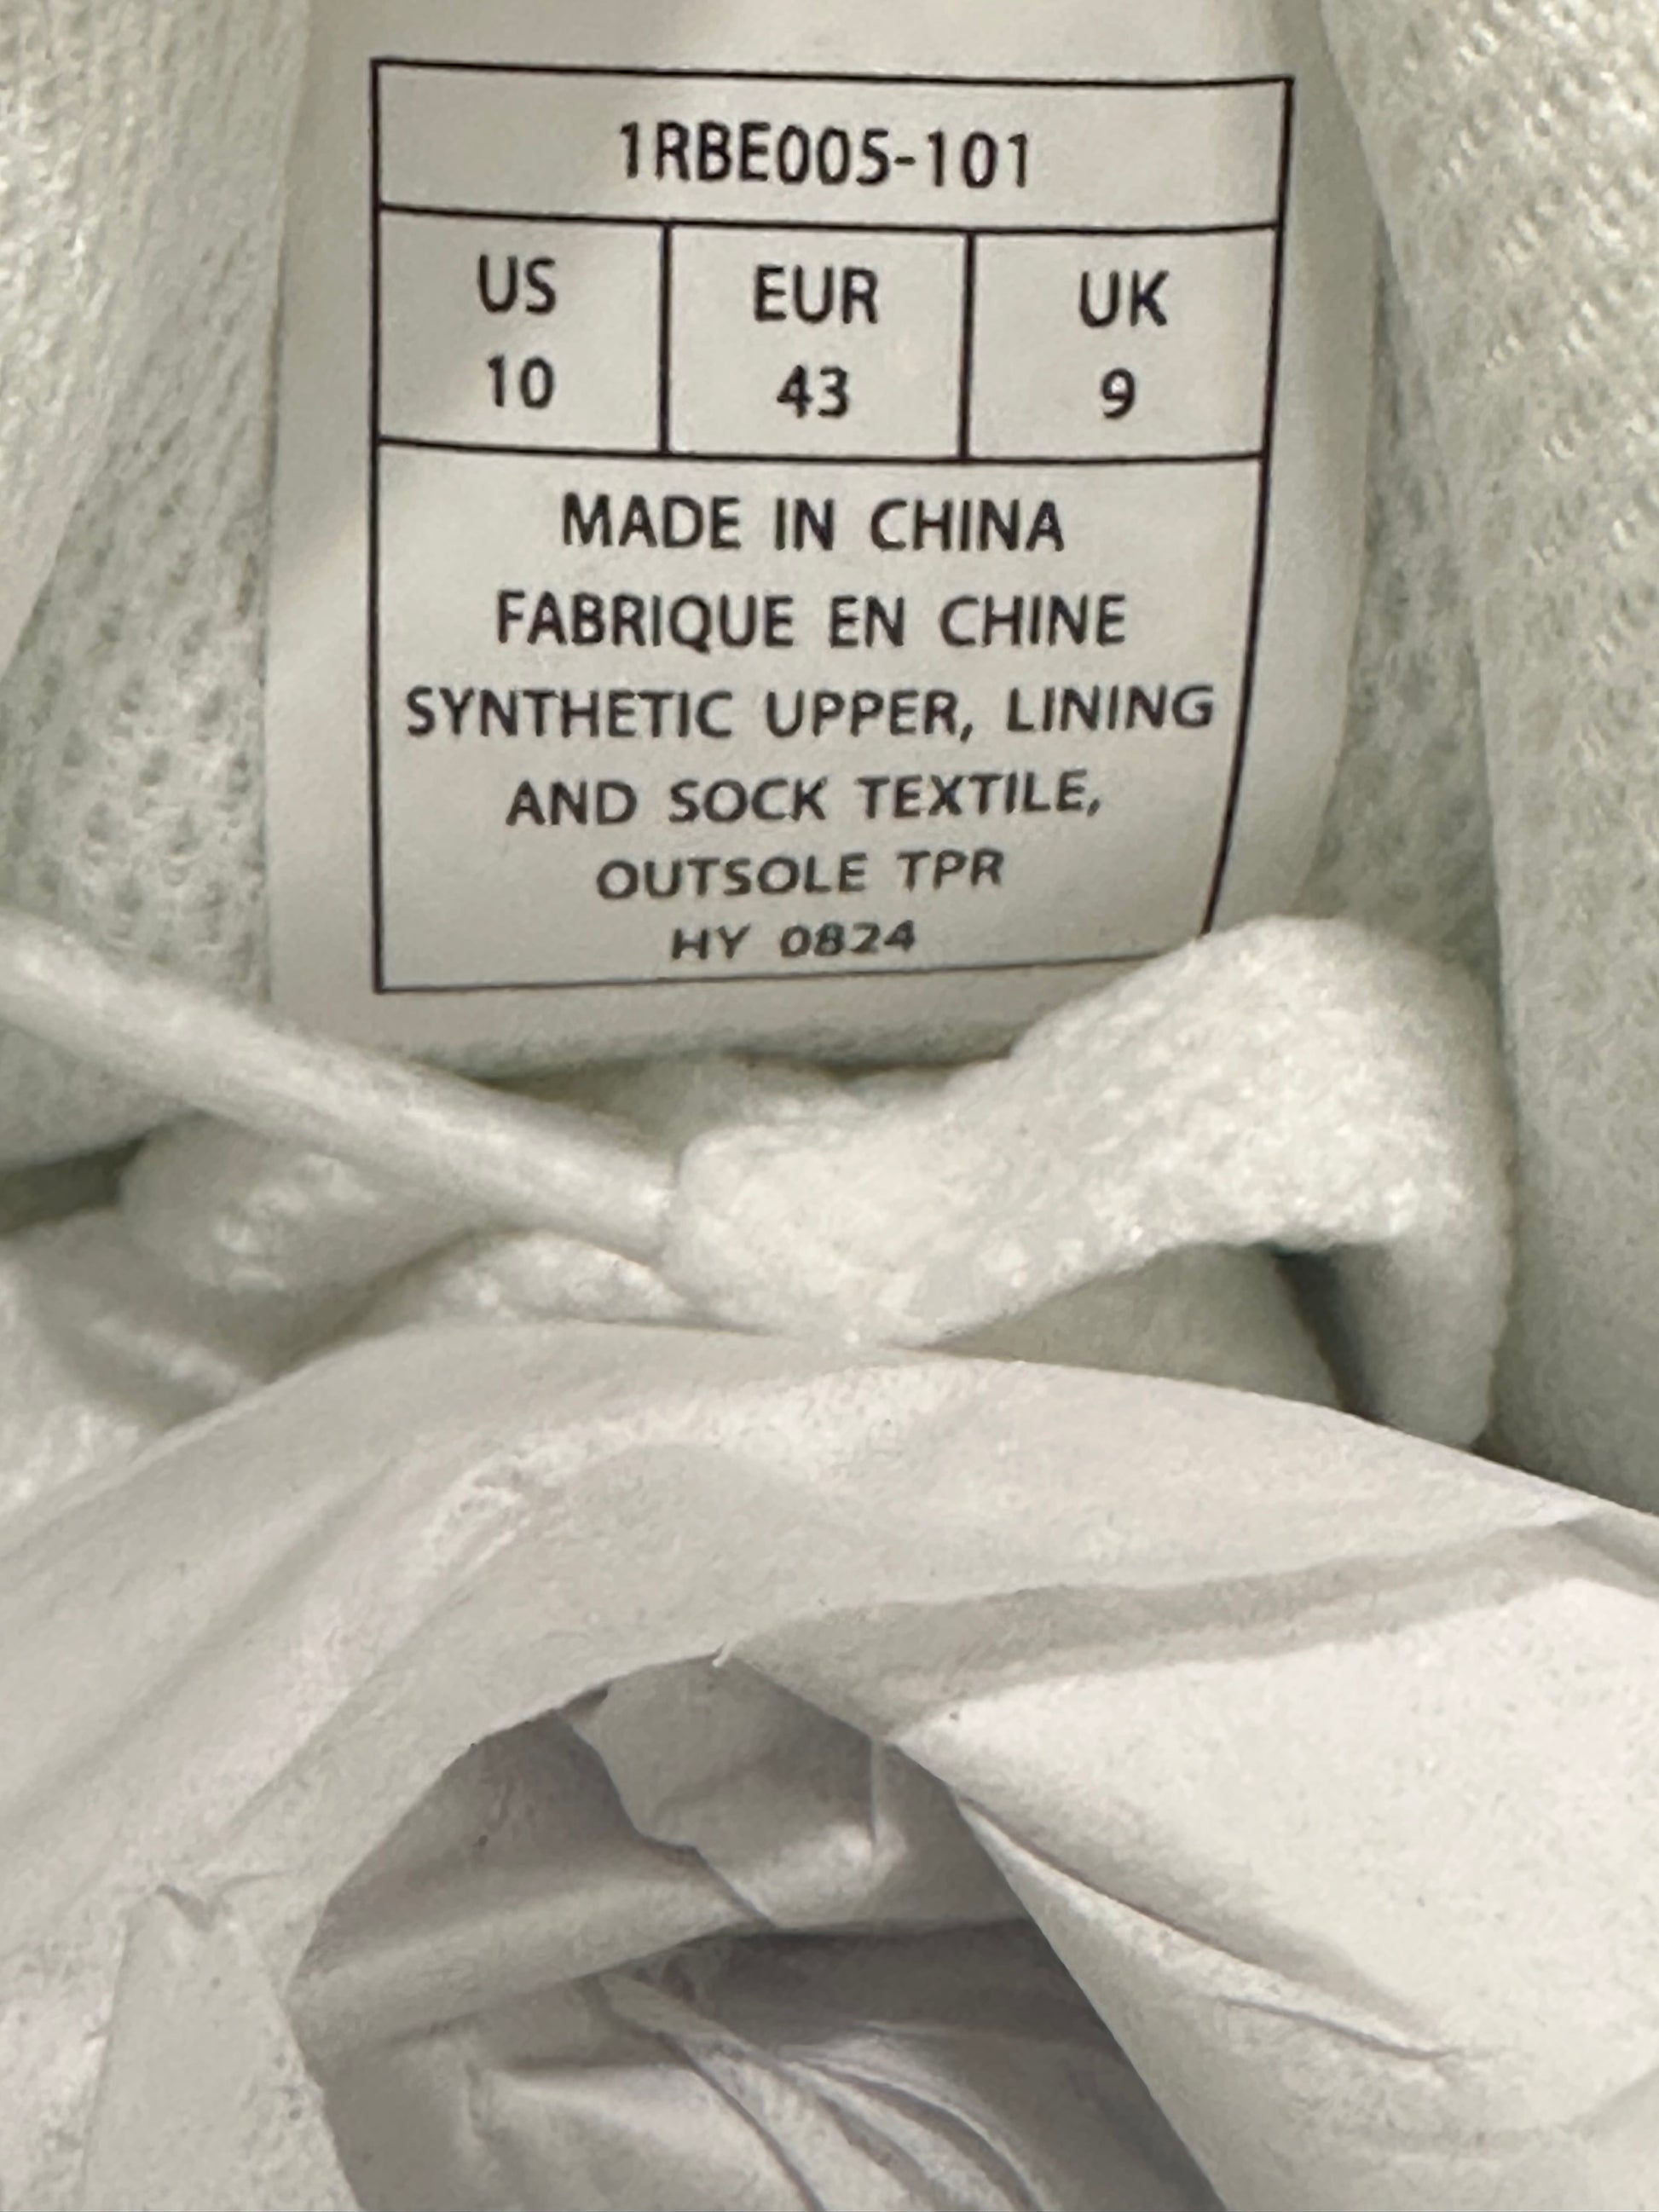 1RBE005-101
US EUR UK
10 43 9
MADE IN CHINA
FABRIQUE EN CHINE
SYNTHETIC UPPER, LINING
AND SOCK TEXTILE,
OUTSOLE TPR
HY 0824